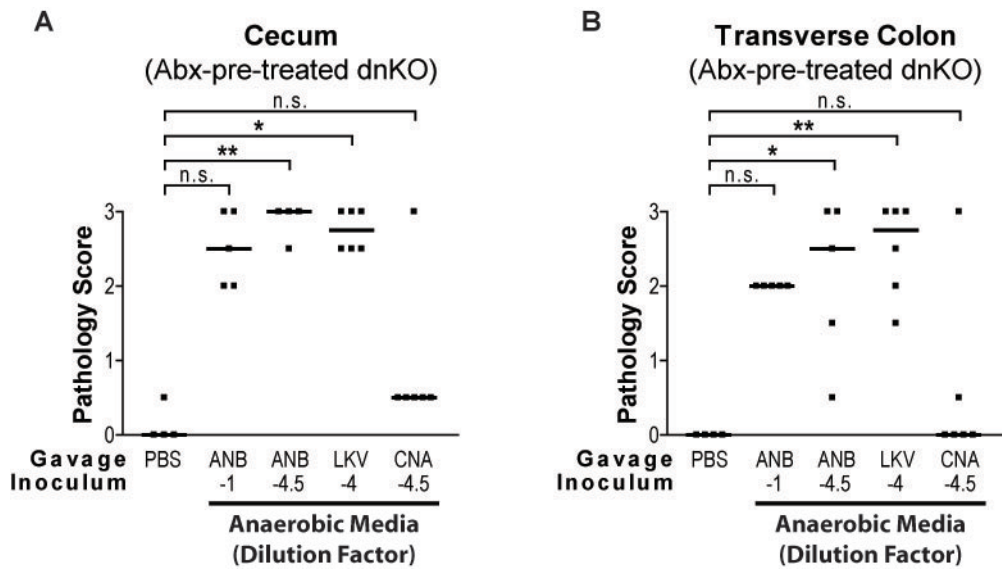 A
Cecum
(Abx-pre-treated dnKO)
n.s.
*
**
n.s.
Pathology Score
3
2
1
0
Gavage PBS ANB ANB LKV CNA
Inoculum -1 -4.5 -4 -4.5
Anaerobic Media
(Dilution Factor)
B
Transverse Colon
(Abx-pre-treated dnKO)
n.s.
**
*
n.s.
Pathology Score
3
2
1
0
Gavage PBS ANB ANB LKV CNA
Inoculum -1 -4.5 -4 -4.5
Anaerobic Media
(Dilution Factor)